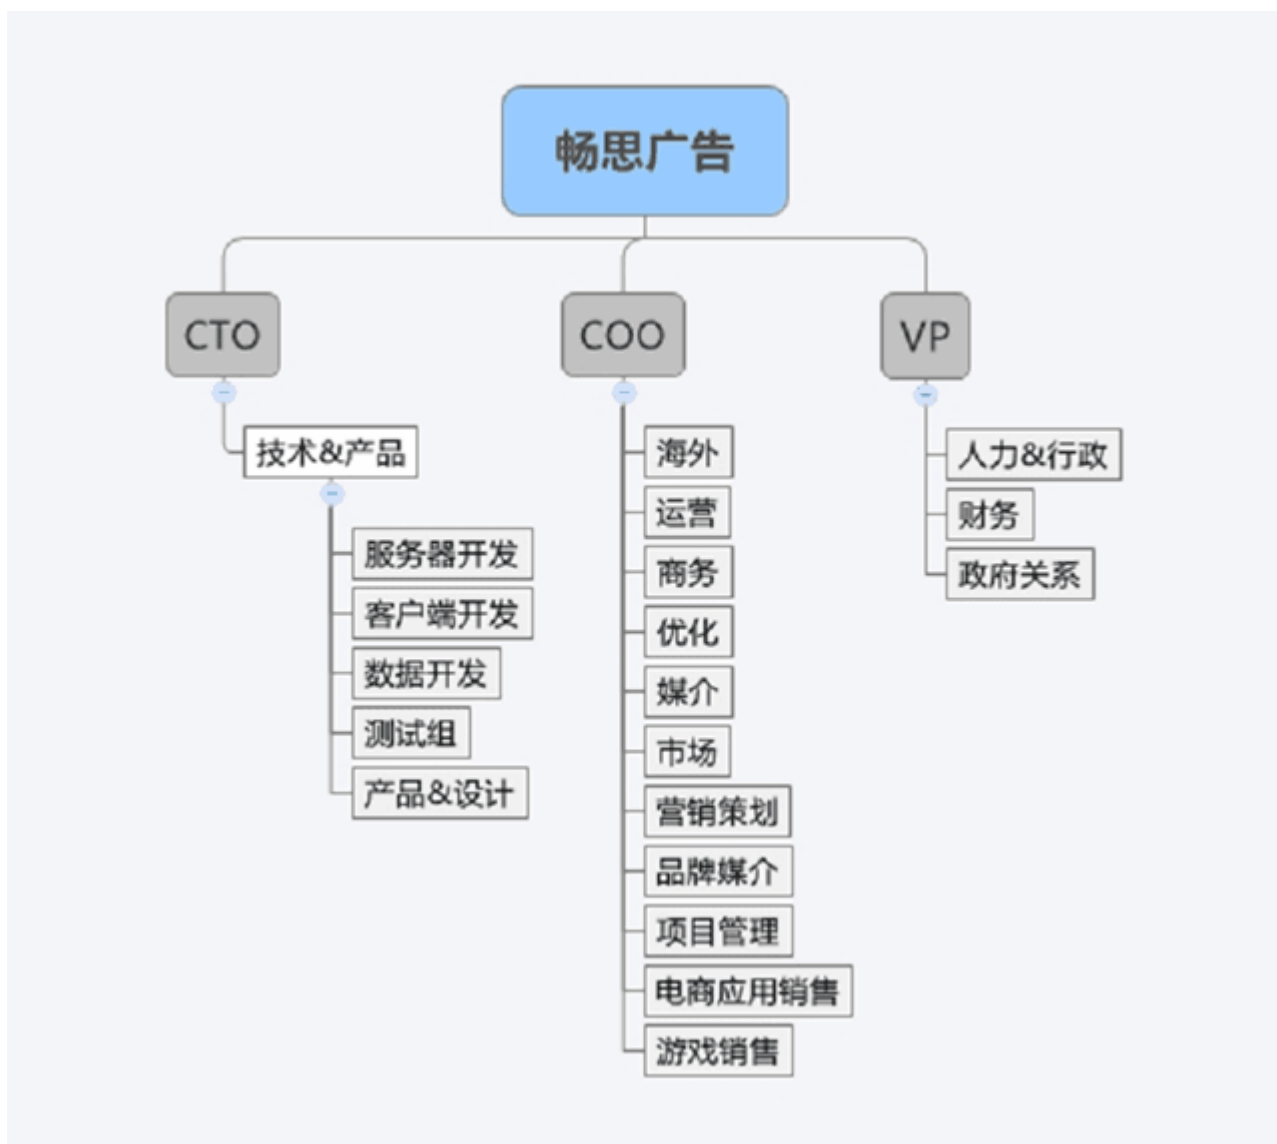 畅思广告
CTO
COO
VP
技术&产品
服务器开发
客户端开发
数据开发
测试组
产品&设计
海外
运营
商务
优化
媒介
市场
营销策划
品牌媒介
项目管理
电商应用销售
游戏销售
人力&行政
财务
政府关系